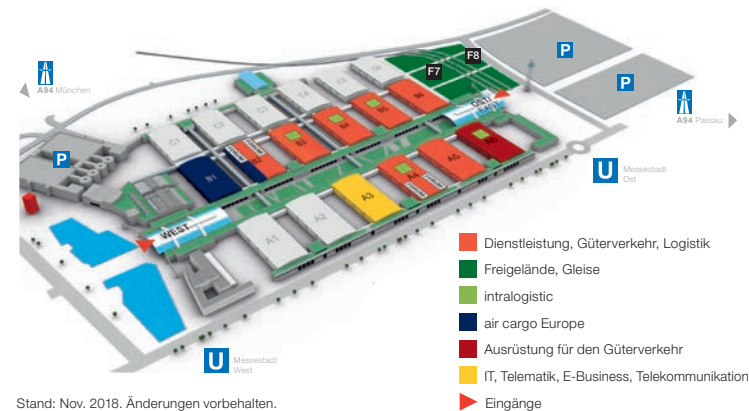 F8
F7
P
P
A94 München
A94 Passau
P
C1
C2
C3
C4
C5
C6
B1
B2
B3
B4
B5
B6
OST/
EAST
WEST
A1
A2
A3
A4
A5
A6
U
Messestadt
Ost
U
Messestadt
West
Dienstleistung, Güterverkehr, Logistik
Freigelände, Gleise
intralogistic
air cargo Europe
Ausrüstung für den Güterverkehr
IT, Telematik, E-Business, Telekommunikation
Eingänge
Stand: Nov. 2018. Änderungen vorbehalten.